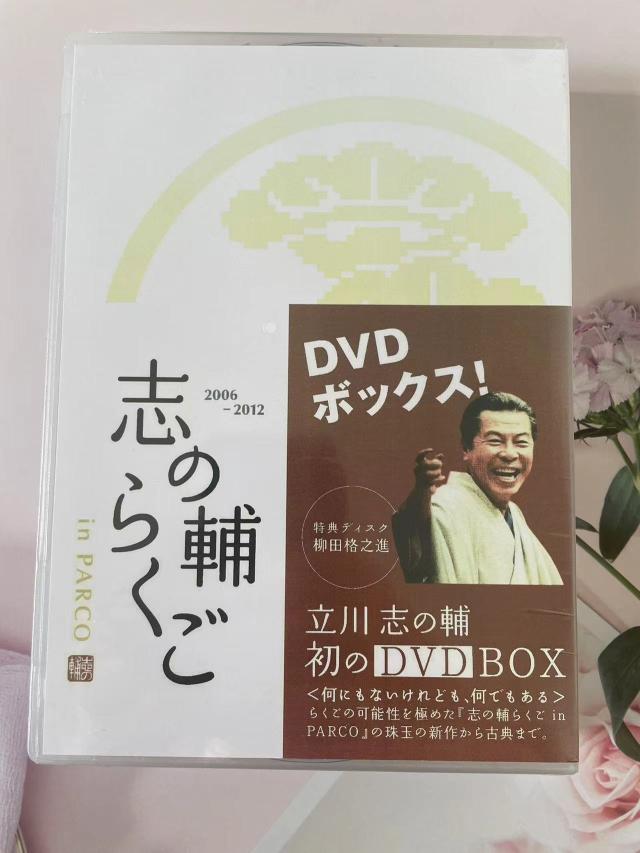 志の輔
らくご
2006
-2012
in PARCO
志の輔
DVD
ボックス!
特典ディスク
柳田格之進
立川 志の輔
初のDVD BOX
<何にもないけれども、何でもある>
らくごの可能性を極めた『志の輔らくご in
PARCO』の珠玉の新作から古典まで。